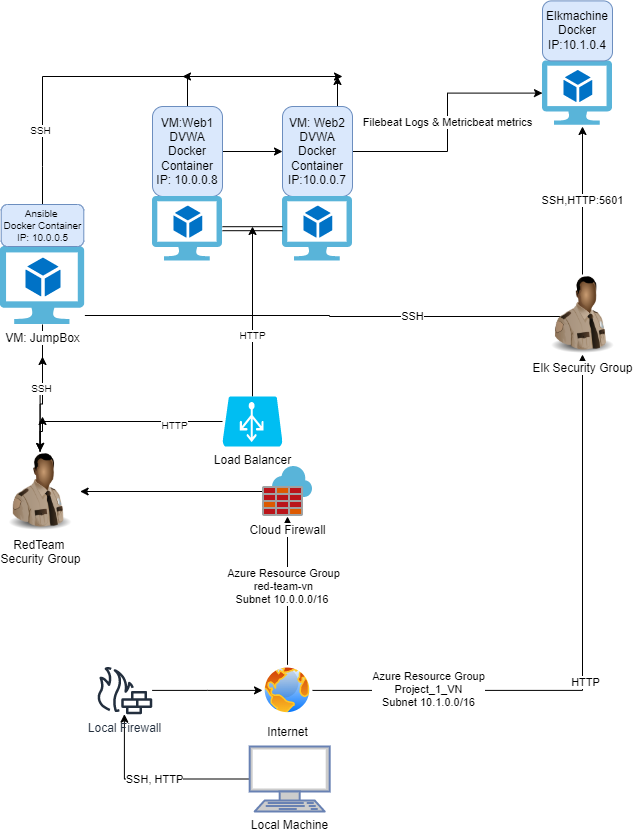 Elkmachine
Docker
IP:10.1.0.4
SSH
VM:Web1
DVWA
Docker
Container
IP: 10.0.0.8
VM: Web2
DVWA
Docker
Container
IP:10.0.0.7
Filebeat Logs & Metricbeat metrics
SSH,HTTP:5601
Ansible
Docker Container
IP: 10.0.0.5
VM: JumpBox
SSH
HTTP
Elk Security Group
SSH
HTTP
Load Balancer
RedTeam
Security Group
Cloud Firewall
Azure Resource Group
red-team-vn
Subnet 10.0.0.0/16
Azure Resource Group
Project_1_VN
Subnet 10.1.0.0/16
HTTP
Local Firewall
Internet
SSH, HTTP
Local Machine